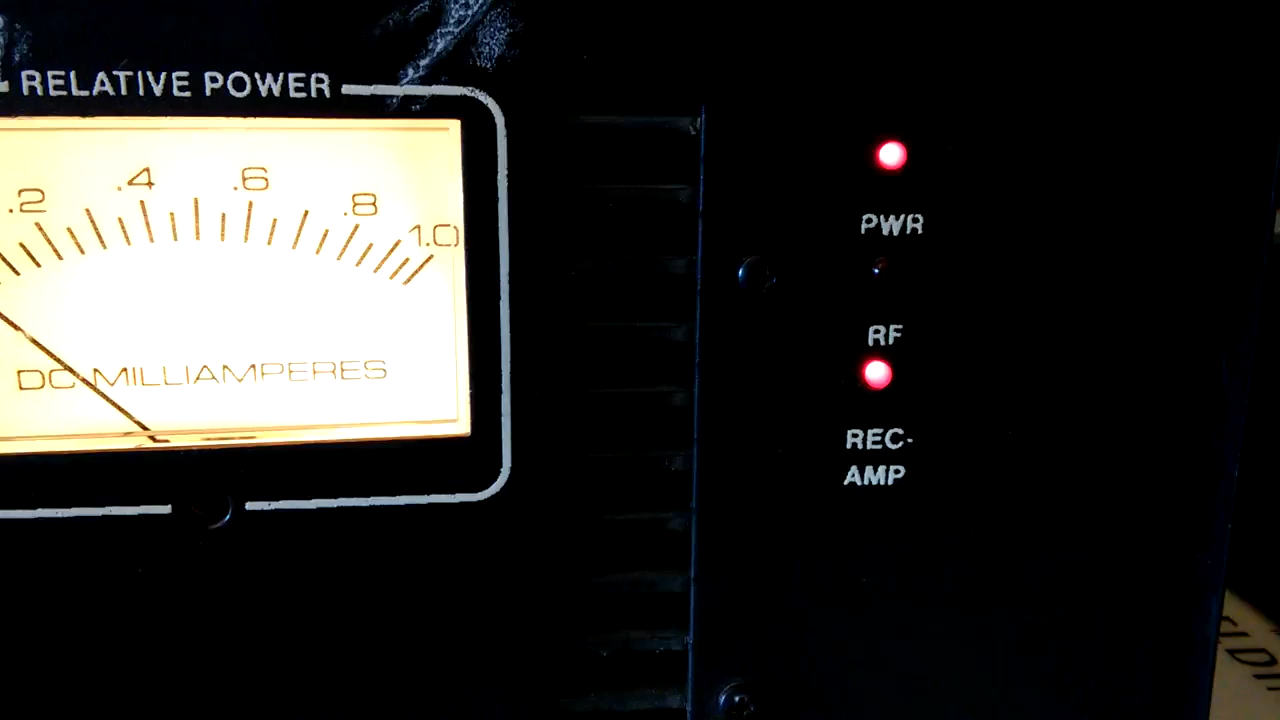 RELATIVE POWER
.2 .4 .6 .8 1.0
DC MILLIAMPERES
PWR
RF
REC-
AMP